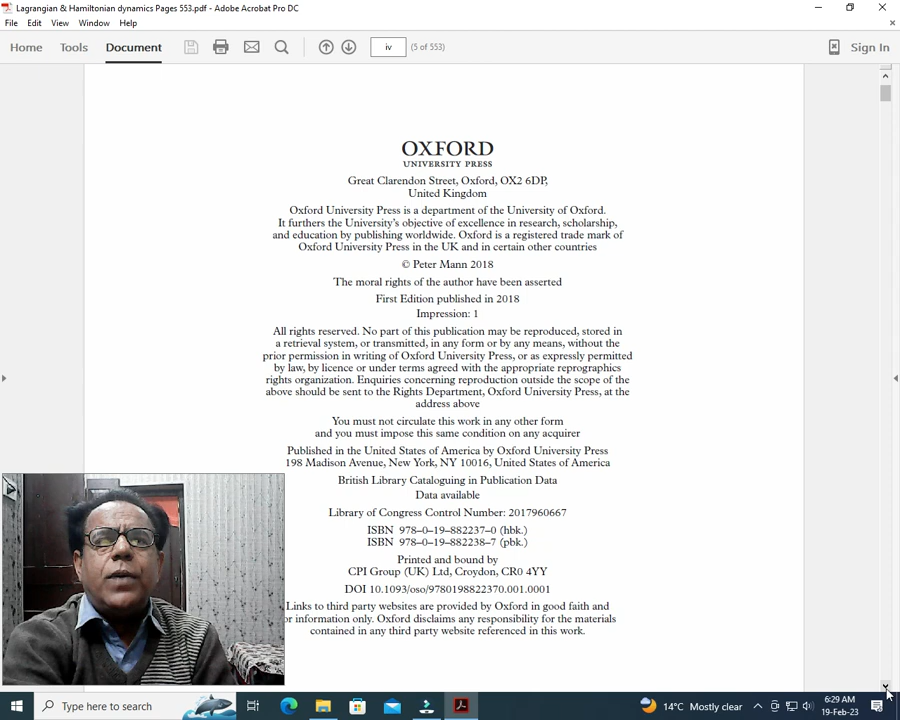 Lagrangian & Hamiltonian dynamics Pages 553.pdf - Adobe Acrobat Pro DC
File Edit View Window Help
Home Tools Document iv (5 of 553) Sign In
OXFORD
UNIVERSITY PRESS
Great Clarendon Street, Oxford, OX2 6DP,
United Kingdom
Oxford University Press is a department of the University of Oxford.
It furthers the University's objective of excellence in research, scholarship,
and education by publishing worldwide. Oxford is a registered trade mark of
Oxford University Press in the UK and in certain other countries
© Peter Mann 2018
The moral rights of the author have been asserted
First Edition published in 2018
Impression: 1
All rights reserved. No part of this publication may be reproduced, stored in
a retrieval system, or transmitted, in any form or by any means, without the
prior permission in writing of Oxford University Press, or as expressly permitted
by law, by licence or under terms agreed with the appropriate reprographics
rights organization. Enquiries concerning reproduction outside the scope of the
above should be sent to the Rights Department, Oxford University Press, at the
address above
You must not circulate this work in any other form
and you must impose this same condition on any acquirer
Published in the United States of America by Oxford University Press
198 Madison Avenue, New York, NY 10016, United States of America
British Library Cataloguing in Publication Data
Data available
Library of Congress Control Number: 2017960667
ISBN 978–0–19–882237–0 (hbk.)
ISBN 978–0–19–882238–7 (pbk.)
Printed and bound by
CPI Group (UK) Ltd, Croydon, CR0 4YY
DOI 10.1093/oso/9780198822370.001.0001
Links to third party websites are provided by Oxford in good faith and
or information only. Oxford disclaims any responsibility for the materials
contained in any third party website referenced in this work.
Type here to search
14°C Mostly clear
6:29 AM
19-Feb-23